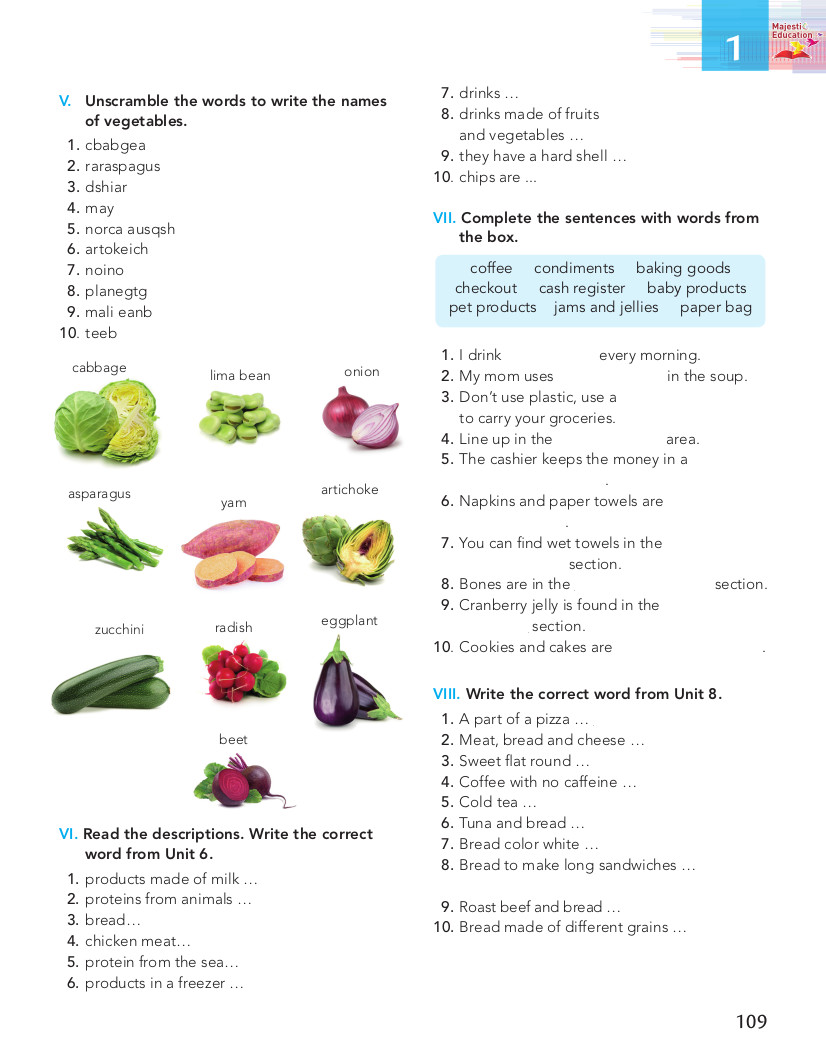 1
Majesti
Education
V. Unscramble the words to write the names
of vegetables.
1. cbabgea
2. raraspagus
3. dshiar
4. may
5. norca ausqsh
6. artokeich
7. noino
8. planegtg
9. mali eanb
10. teeb
cabbage
lima bean
onion
asparagus
yam
artichoke
zucchini
radish
eggplant
beet
VI. Read the descriptions. Write the correct
word from Unit 6.
1. products made of milk …
2. proteins from animals …
3. bread…
4. chicken meat…
5. protein from the sea…
6. products in a freezer …
7. drinks …
8. drinks made of fruits
and vegetables …
9. they have a hard shell …
10. chips are ...
VII. Complete the sentences with words from
the box.
coffee condiments baking goods
checkout cash register baby products
pet products jams and jellies paper bag
1. I drink every morning.
2. My mom uses in the soup.
3. Don't use plastic, use a
to carry your groceries.
4. Line up in the area.
5. The cashier keeps the money in a
.
6. Napkins and paper towels are
.
7. You can find wet towels in the
section.
8. Bones are in the section.
9. Cranberry jelly is found in the
section.
10. Cookies and cakes are .
VIII. Write the correct word from Unit 8.
1. A part of a pizza …
2. Meat, bread and cheese …
3. Sweet flat round …
4. Coffee with no caffeine …
5. Cold tea …
6. Tuna and bread …
7. Bread color white …
8. Bread to make long sandwiches …
9. Roast beef and bread …
10. Bread made of different grains …
109